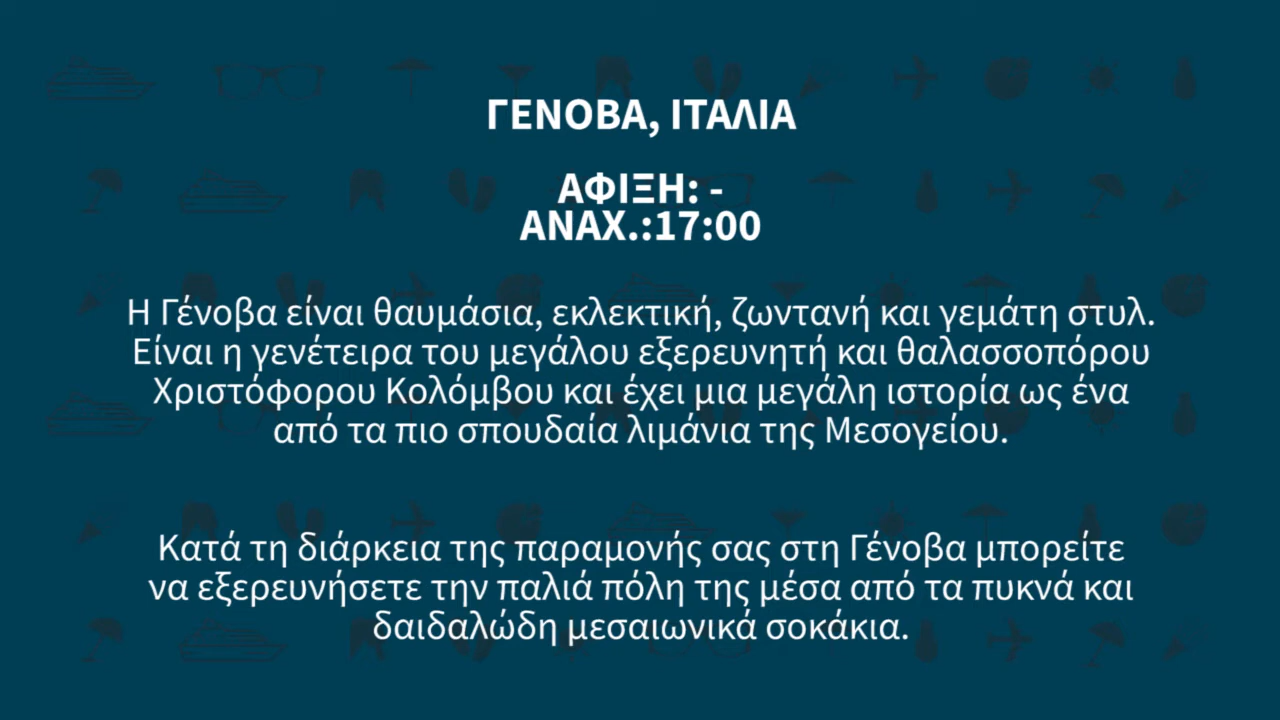 ΓΕΝΟΒΑ, ΙΤΑΛΙΑ
ΑΦΙΞΗ: -
ΑΝΑΧ.:17:00
Η Γένοβα είναι θαυμάσια, εκλεκτική, ζωντανή και γεμάτη στυλ.
Είναι η γενέτειρα του μεγάλου εξερευνητή και θαλασσοπόρου
Χριστόφορου Κολόμβου και έχει μια μεγάλη ιστορία ως ένα
από τα πιο σπουδαία λιμάνια της Μεσογείου.
Κατά τη διάρκεια της παραμονής σας στη Γένοβα μπορείτε
να εξερευνήσετε την παλιά πόλη της μέσα από τα πυκνά και
δαιδαλώδη μεσαιωνικά σοκάκια.